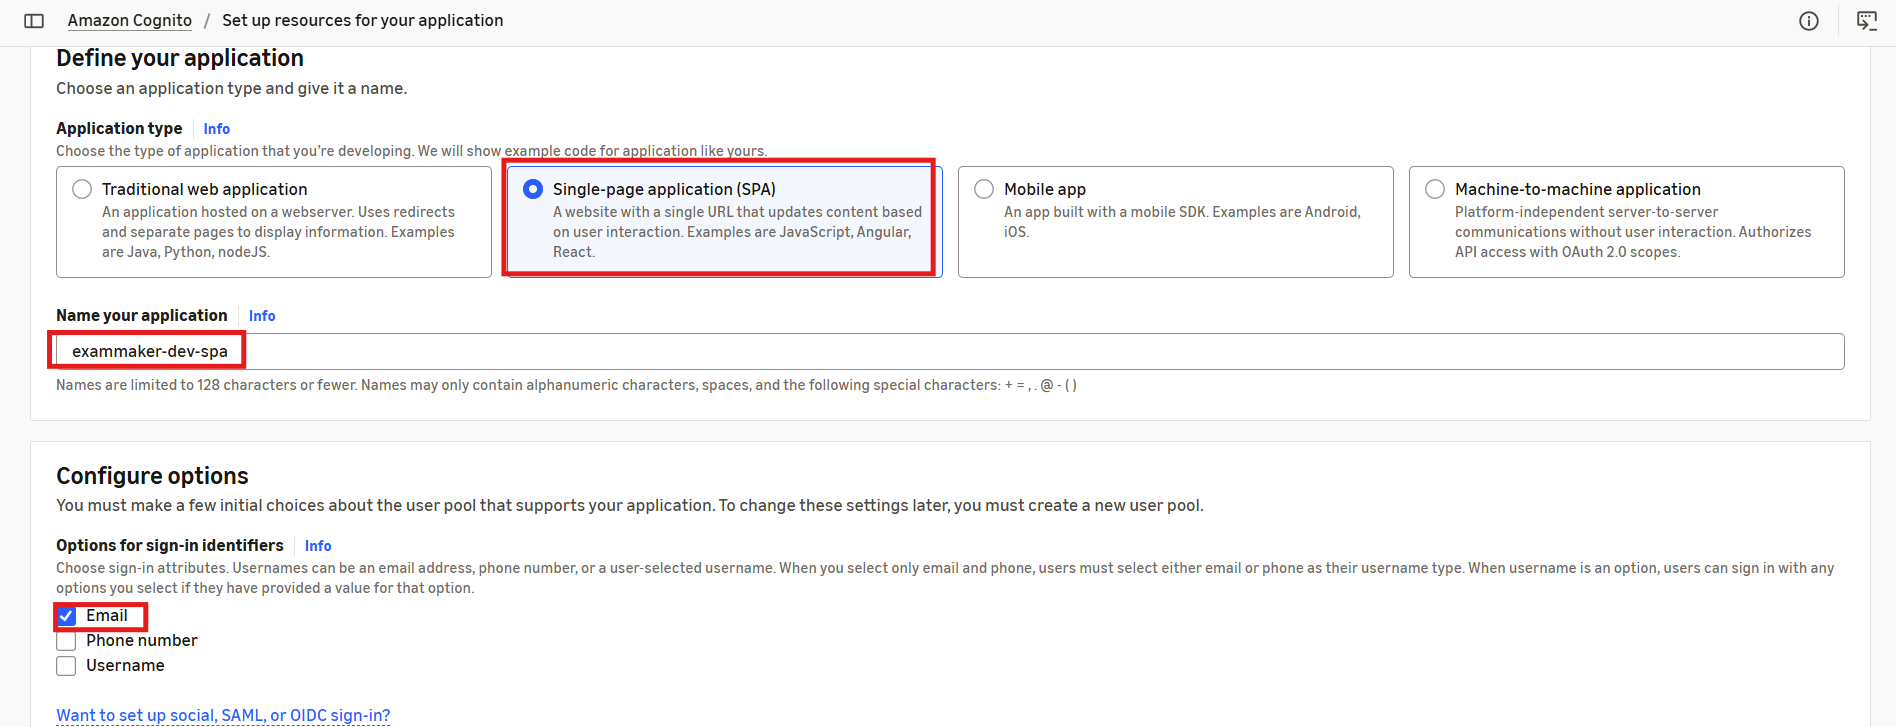 Amazon Cognito / Set up resources for your application
Define your application
Choose an application type and give it a name.
Application type Info
Choose the type of application that you're developing. We will show example code for application like yours.
Traditional web application
An application hosted on a webserver. Uses redirects
and separate pages to display information. Examples
are Java, Python, nodeJS.
Single-page application (SPA)
A website with a single URL that updates content based
on user interaction. Examples are JavaScript, Angular,
React.
Mobile app
An app built with a mobile SDK. Examples are Android,
iOS.
Machine-to-machine application
Platform-independent server-to-server
communications without user interaction. Authorizes
API access with OAuth 2.0 scopes.
Name your application Info
exammaker-dev-spa
Names are limited to 128 characters or fewer. Names may only contain alphanumeric characters, spaces, and the following special characters: + = , . @ - ( )
Configure options
You must make a few initial choices about the user pool that supports your application. To change these settings later, you must create a new user pool.
Options for sign-in identifiers Info
Choose sign-in attributes. Usernames can be an email address, phone number, or a user-selected username. When you select only email and phone, users must select either email or phone as their username type. When username is an option, users can sign in with any
options you select if they have provided a value for that option.
Email
Phone number
Username
Want to set up social, SAML, or OIDC sign-in?